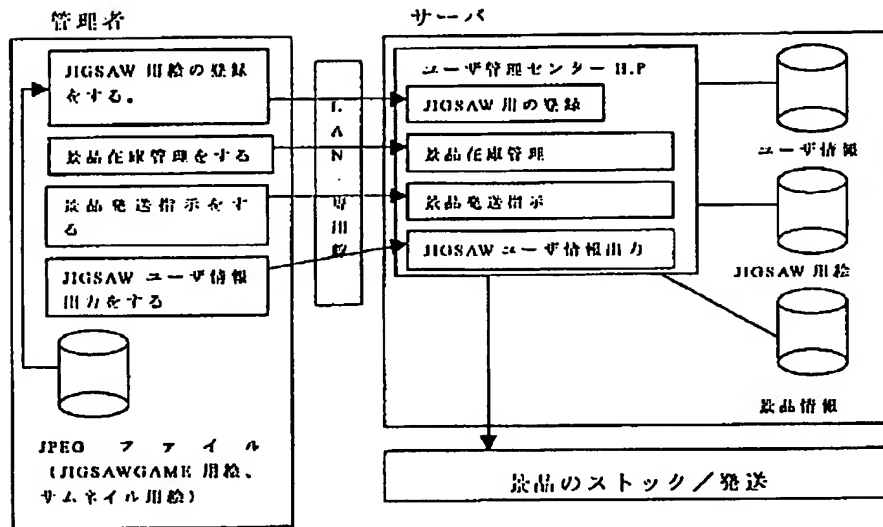 管理者
JIGSAW 用絵の登録
をする。
景品在庫管理をする
景品発送指示をす
る
JIGSAW ユーザ情報
出力をする
JPEG ファイル
(JIGSAWGAME 用絵、
サムネイル用絵)
LAN・専用線
サーバ
ユーザ管理センター H.P
JIGSAW 用の登録
景品在庫管理
景品発送指示
JIGSAW ユーザ情報出力
ユーザ情報
JIGSAW 用絵
景品情報
景品のストック/発送